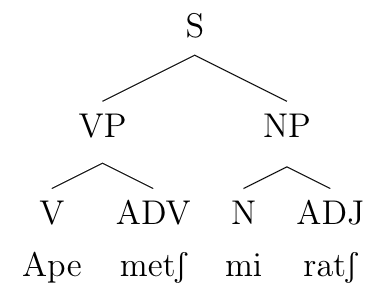 S
VP NP
V ADV N ADJ
Ape metʃ mi ratʃ